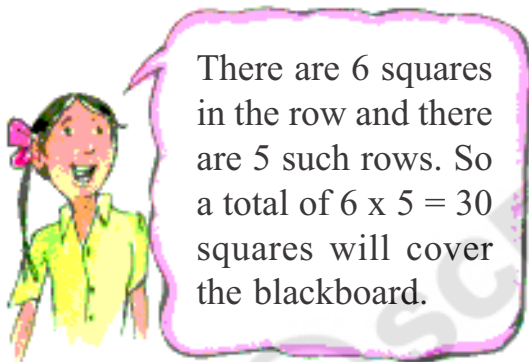 There are 6 squares
in the row and there
are 5 such rows. So
a total of 6 x 5 = 30
squares will cover
the blackboard.